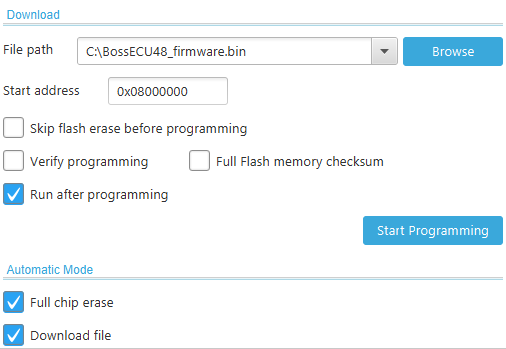 Download
File path C:\BossECU48_firmware.bin Browse
Start address 0x08000000
Skip flash erase before programming
Verify programming Full Flash memory checksum
Run after programming
Start Programming
Automatic Mode
Full chip erase
Download file